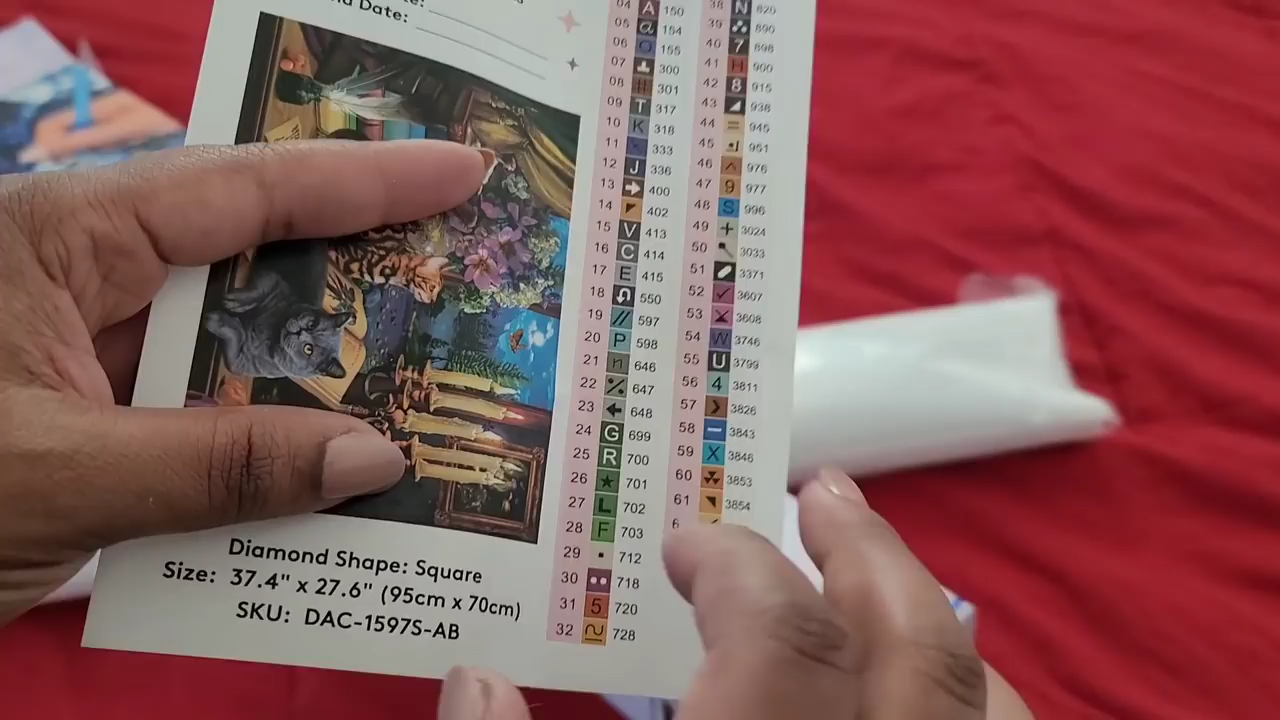 nd Date:
04 A 150
05 a 154
06 155
07 300
08 301
09 T 317
10 K 318
11 333
12 J 336
13 400
14 402
15 V 413
16 C 414
17 E 415
18 550
19 // 597
20 P 598
21 n 646
22 % 647
23 ← 648
24 G 699
25 R 700
26 ★ 701
27 L 702
28 F 703
29 712
30 718
31 5 720
32 728
38 N 820
39 890
40 7 898
41 H 900
42 8 915
43 938
44 = 945
45 951
46 976
47 9 977
48 S 996
49 + 3024
50 3033
51 3371
52 3607
53 3608
54 W 3746
55 U 3799
56 4 3811
57 3826
58 3843
59 X 3846
60 3853
61 3854
Diamond Shape: Square
Size: 37.4" x 27.6" (95cm x 70cm)
SKU: DAC-1597S-AB